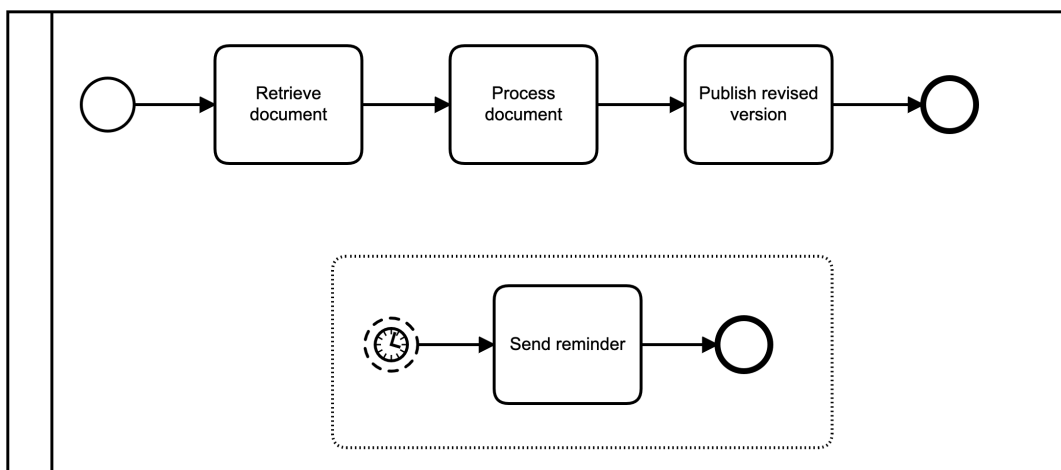 Retrieve
document
Process
document
Publish revised
version
Send reminder